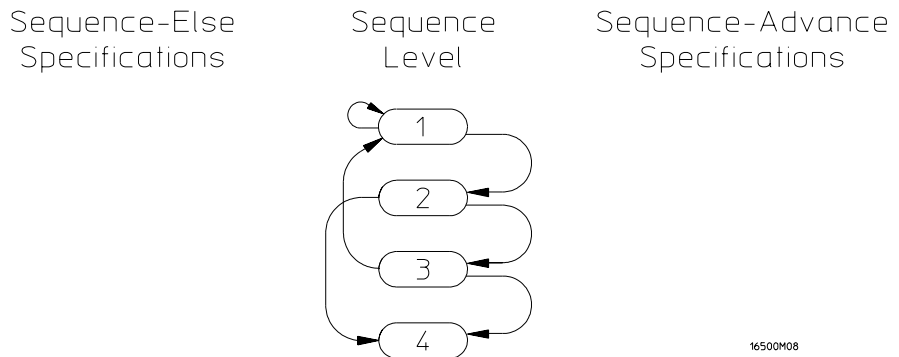 Sequence-Else
Specifications
Sequence
Level
Sequence-Advance
Specifications
1
2
3
4
16500M08